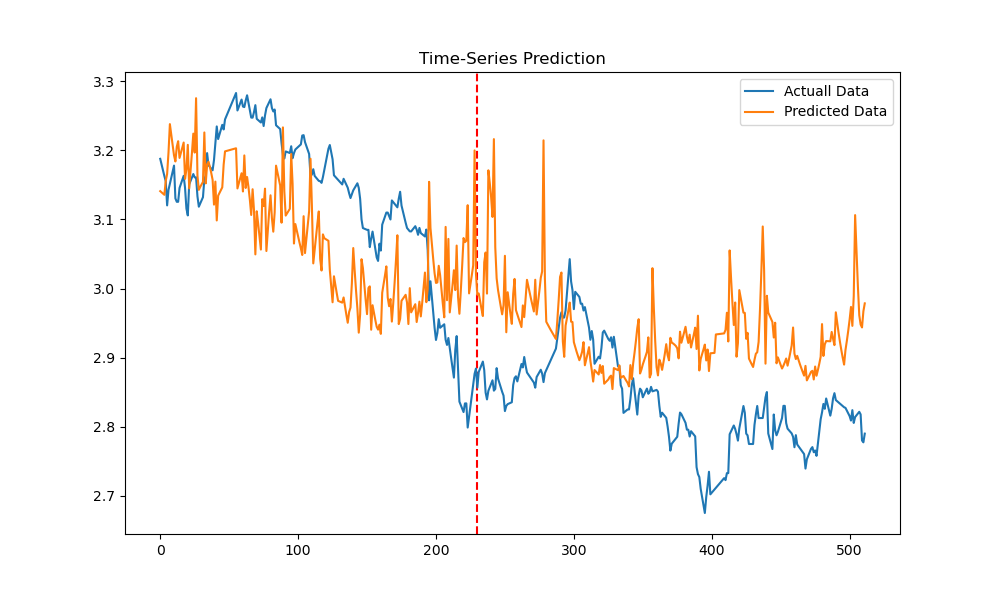 Time-Series Prediction
Actuall Data
Predicted Data
3.3
3.2
3.1
3.0
2.9
2.8
2.7
0 100 200 300 400 500